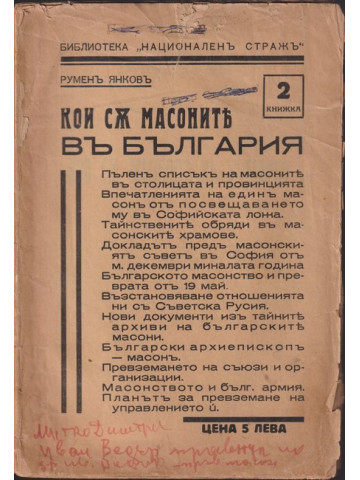 БИБЛИОТЕКА „НАЦИОНАЛЕНЪ СТРАЖЪ“
РУМЕНЪ ЯНКОВЪ
2
КНИЖКА
КОИ СѪ МАСОНИТѢ
ВЪ БЪЛГАРИЯ
Пъленъ списъкъ на масонитѣ
въ столицата и провинцията
Впечатленията на единъ ма-
сонъ отъ посвещаването
му въ Софийската ложа.
Тайнственитѣ обряди въ ма-
сонскитѣ храмове.
Докладътъ предъ масонски-
ятъ съветъ въ София отъ
м. декемврий миналата година
Българското масонство и пре-
врата отъ 19 май.
Възстановяване отношенията
ни съ Съветска Русия.
Нови документи изъ тайнитѣ
архиви на българскитѣ
масони.
Български архиепископъ
— масонъ.
Превземането на съюзи и ор-
ганизации.
Масонството и бълг. армия.
Планътъ за превземане на
управлението ѝ.
ЦЕНА 5 ЛЕВА